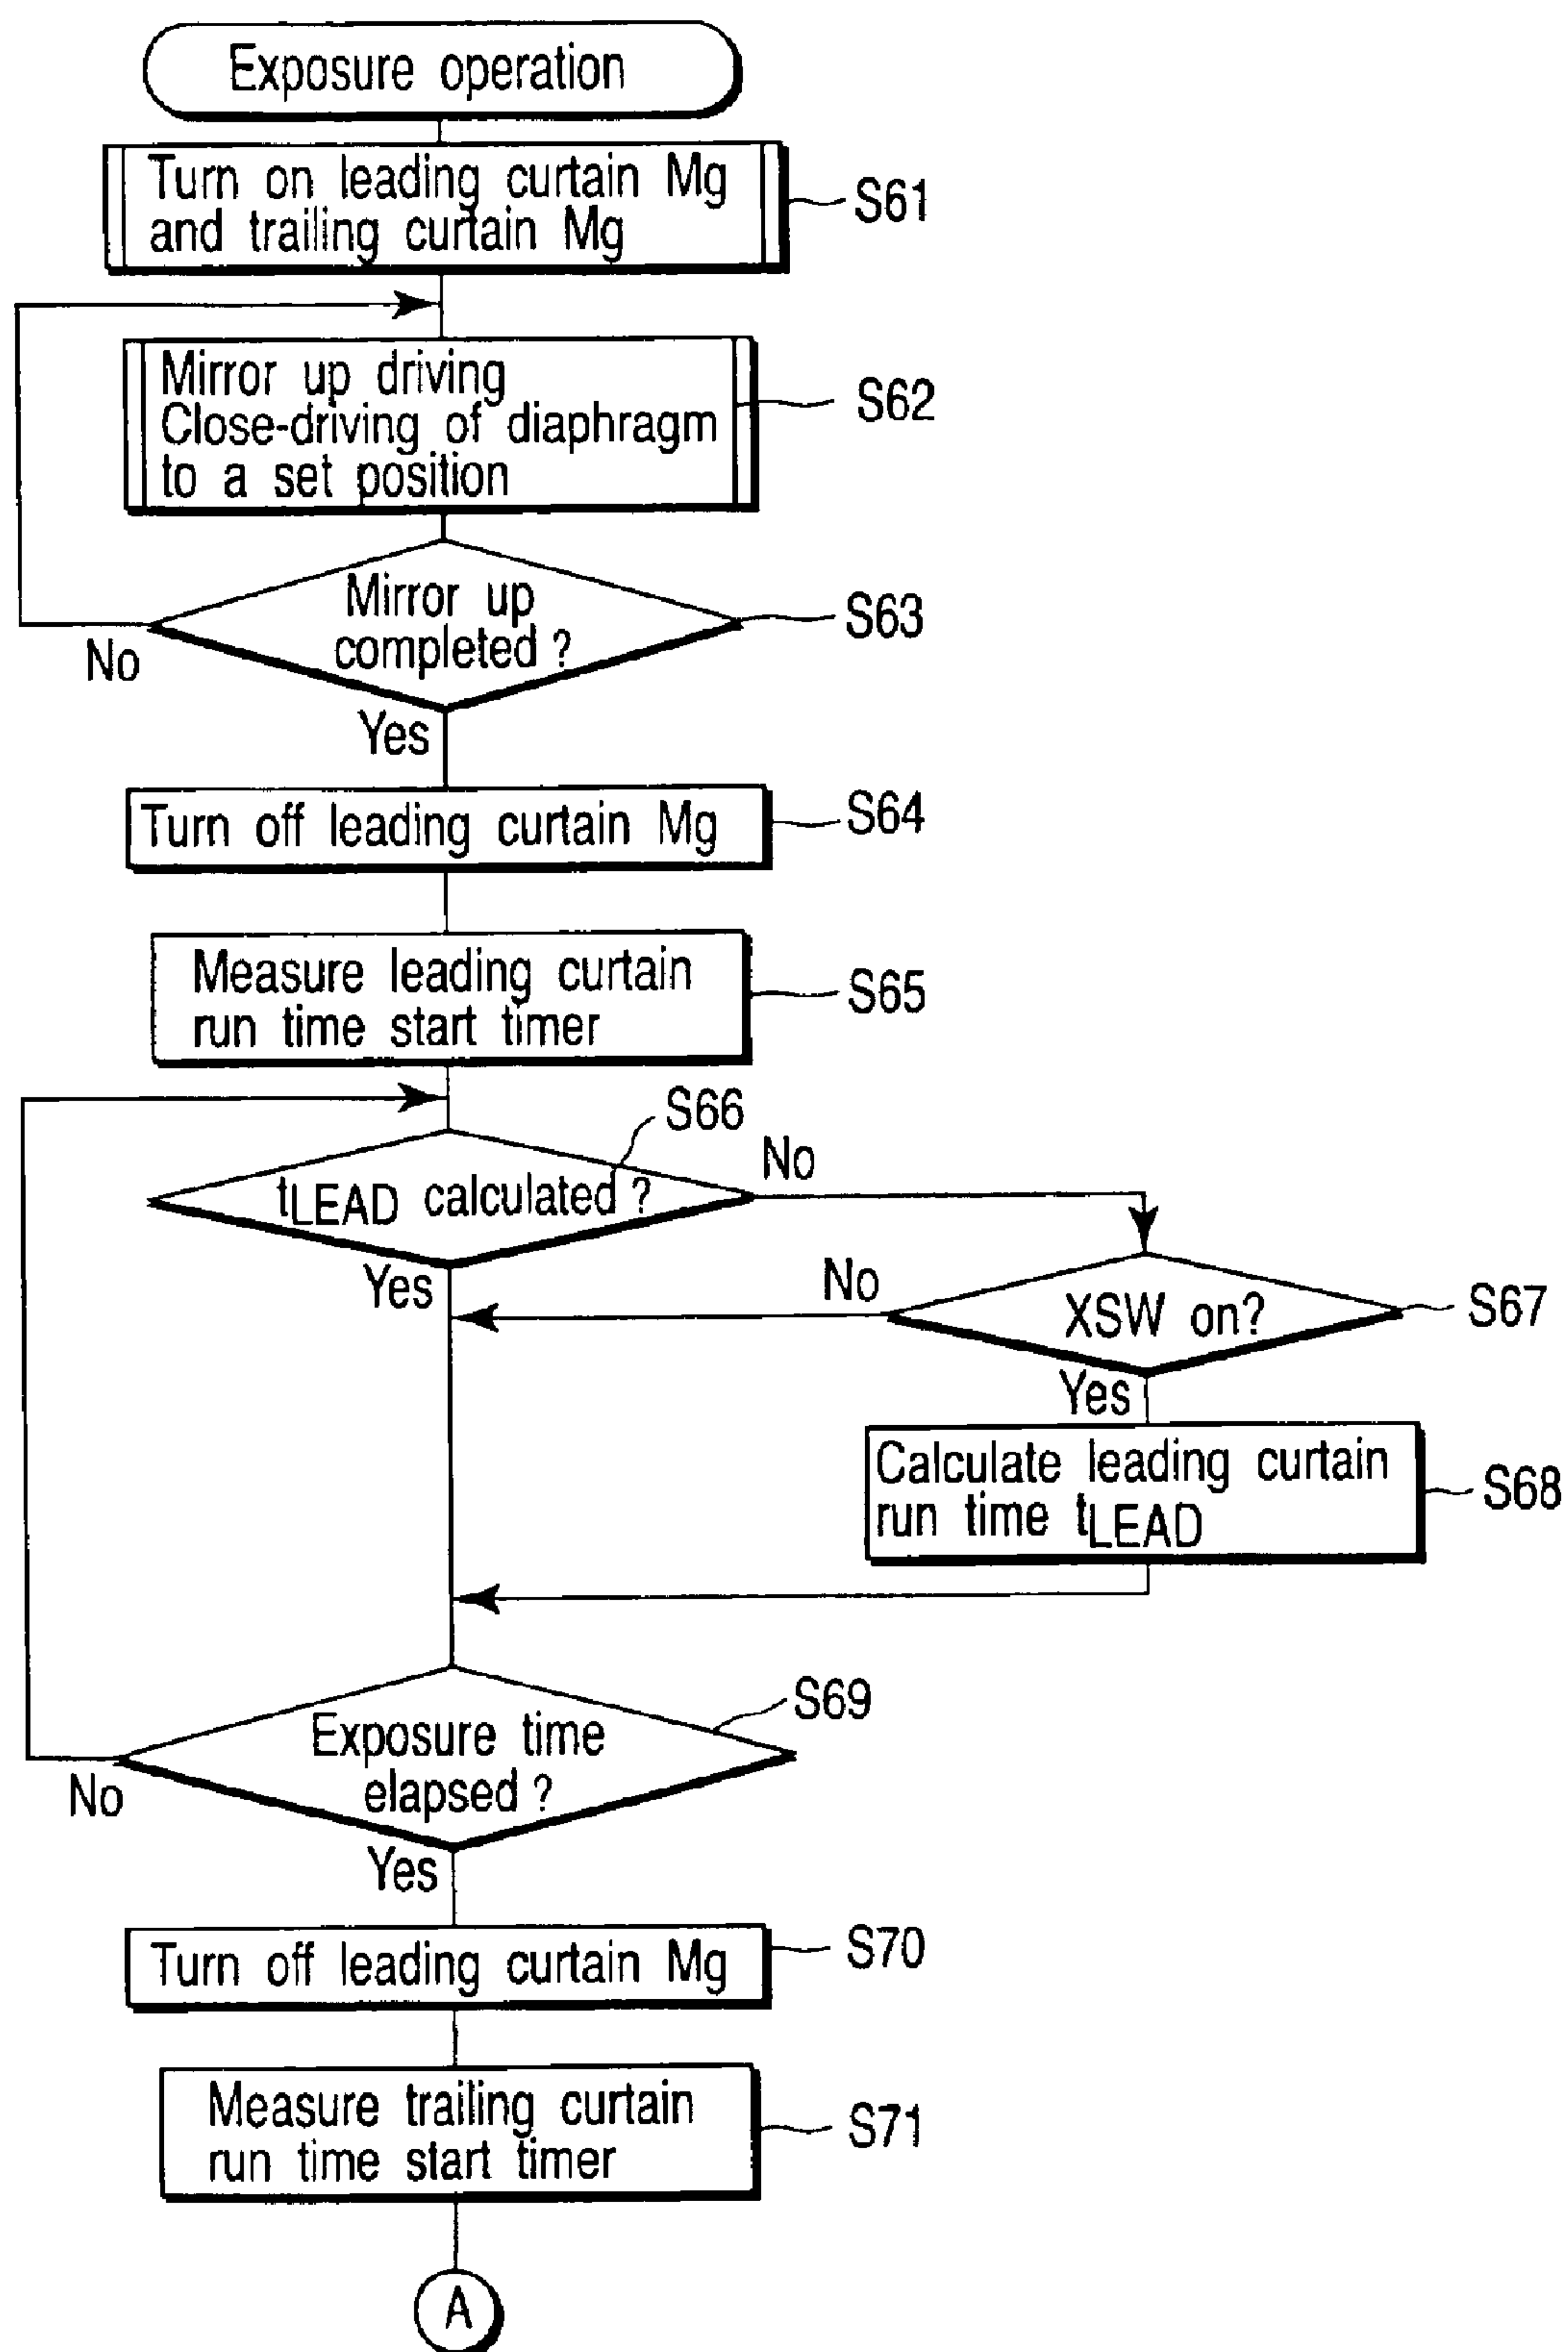 Exposure operation
Turn on leading curtain Mg
and trailing curtain Mg
S61
Mirror up driving
Close-driving of diaphragm
to a set position
S62
Mirror up
completed ?
S63
No
Yes
Turn off leading curtain Mg
S64
Measure leading curtain
run time start timer
S65
S66
tLEAD calculated ?
No
Yes
No
XSW on?
S67
Yes
Calculate leading curtain
run time tLEAD
S68
S69
Exposure time
elapsed ?
No
Yes
Turn off leading curtain Mg
S70
Measure trailing curtain
run time start timer
S71
A